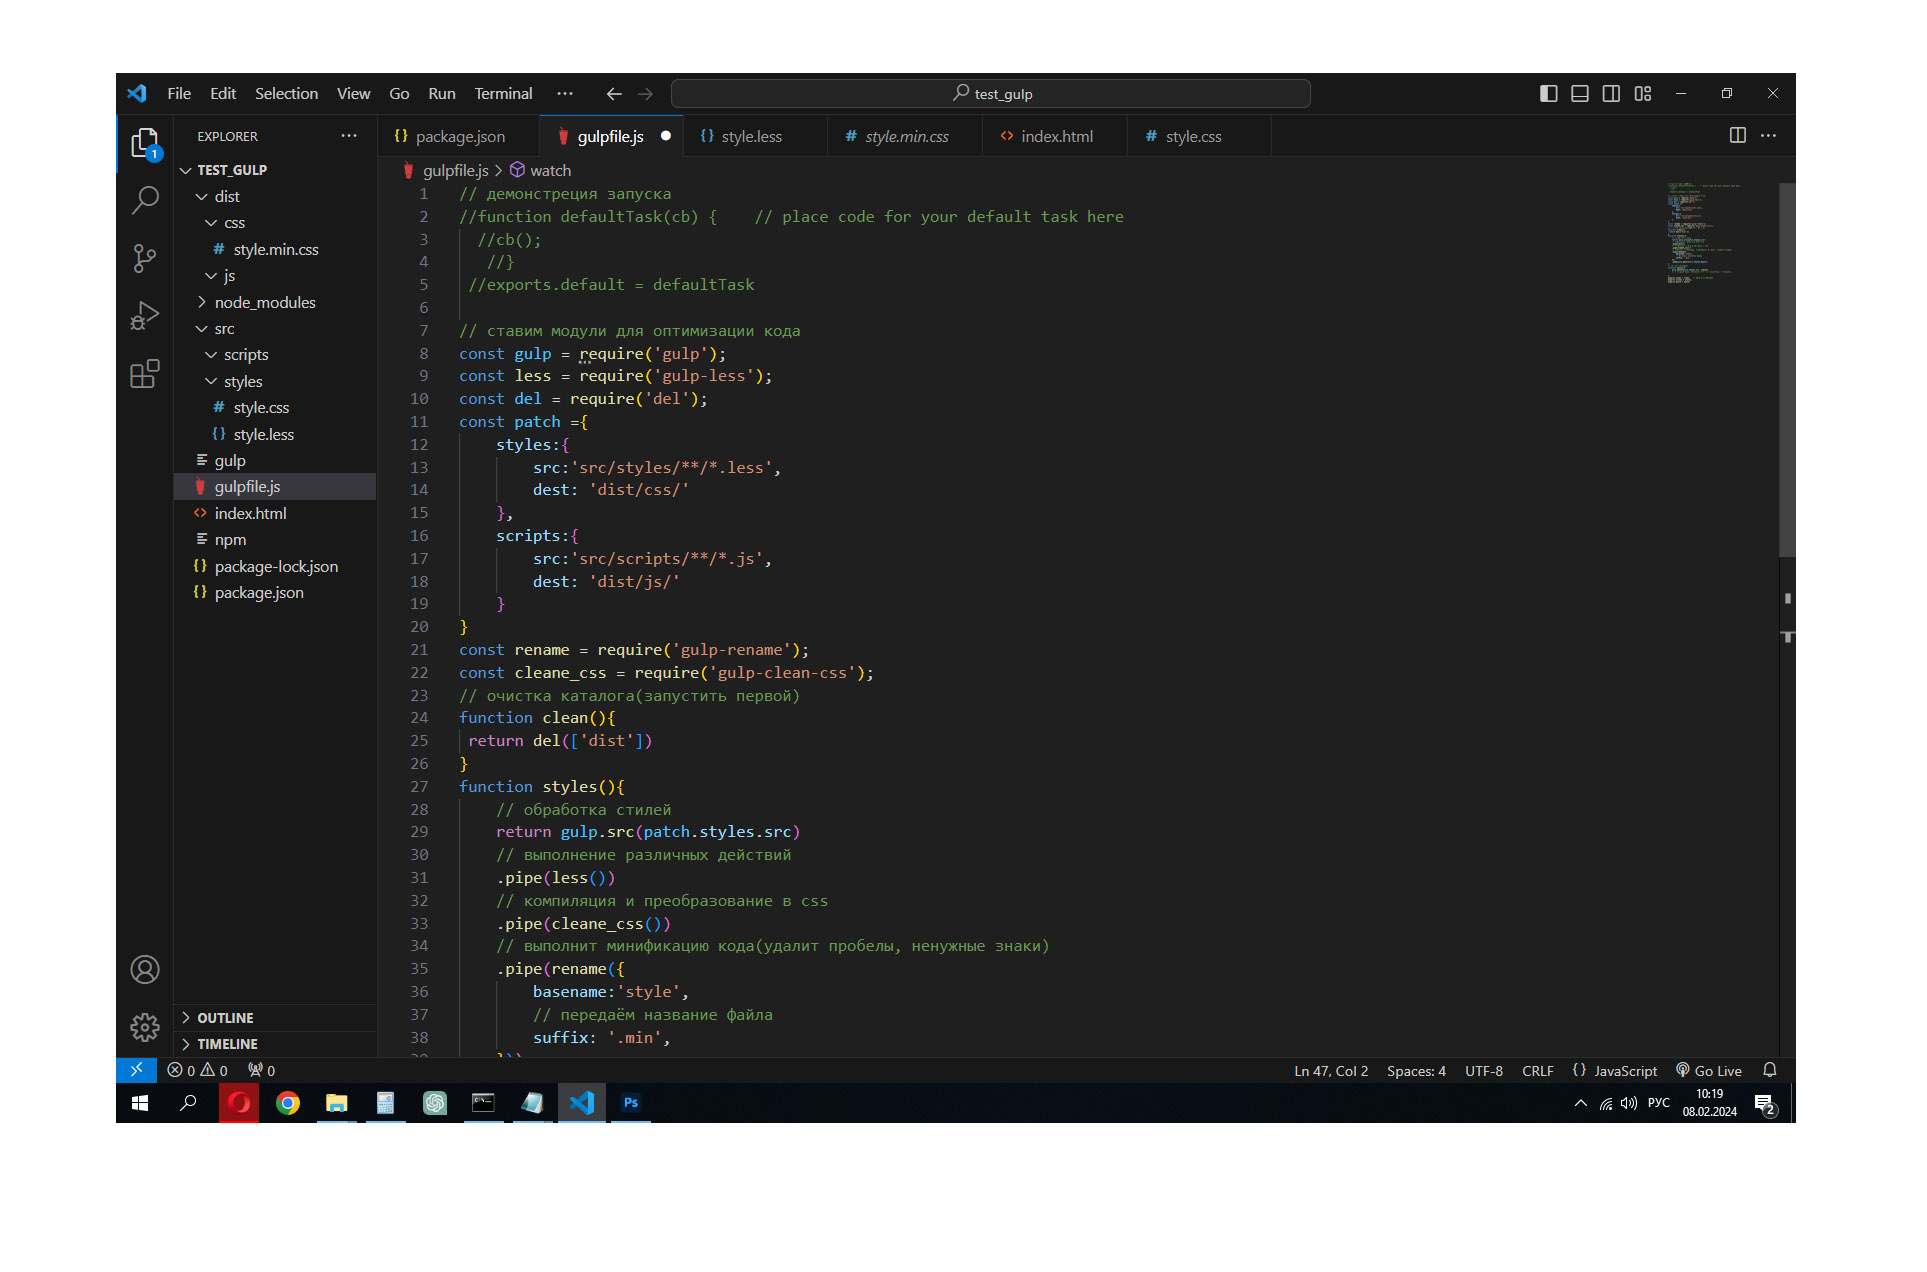 File Edit Selection View Go Run Terminal ··· test_gulp
EXPLORER ···
TEST_GULP
dist
css
# style.min.css
js
node_modules
src
scripts
styles
# style.css
{} style.less
gulp
gulpfile.js
<> index.html
npm
{} package-lock.json
{} package.json
OUTLINE
TIMELINE
1
{} package.json gulpfile.js ● {} style.less # style.min.css <> index.html # style.css
gulpfile.js > watch
1 // демонстреция запуска
2 //function defaultTask(cb) {    // place code for your default task here
3 //cb();
4 //}
5 //exports.default = defaultTask
6
7 // ставим модули для оптимизации кода
8 const gulp = require('gulp');
9 const less = require('gulp-less');
10 const del = require('del');
11 const patch ={
12 styles:{
13 src:'src/styles/**/*.less',
14 dest: 'dist/css/'
15 },
16 scripts:{
17 src:'src/scripts/**/*.js',
18 dest: 'dist/js/'
19 }
20 }
21 const rename = require('gulp-rename');
22 const cleane_css = require('gulp-clean-css');
23 // очистка каталога(запустить первой)
24 function clean(){
25 return del(['dist'])
26 }
27 function styles(){
28 // обработка стилей
29 return gulp.src(patch.styles.src)
30 // выполнение различных действий
31 .pipe(less())
32 // компиляция и преобразование в css
33 .pipe(cleane_css())
34 // выполнит минификацию кода(удалит пробелы, ненужные знаки)
35 .pipe(rename({
36 basename:'style',
37 // передаём название файла
38 suffix: '.min',
0 0 0 Ln 47, Col 2 Spaces: 4 UTF-8 CRLF {} JavaScript Go Live
Ps РУС 10:19
08.02.2024 2